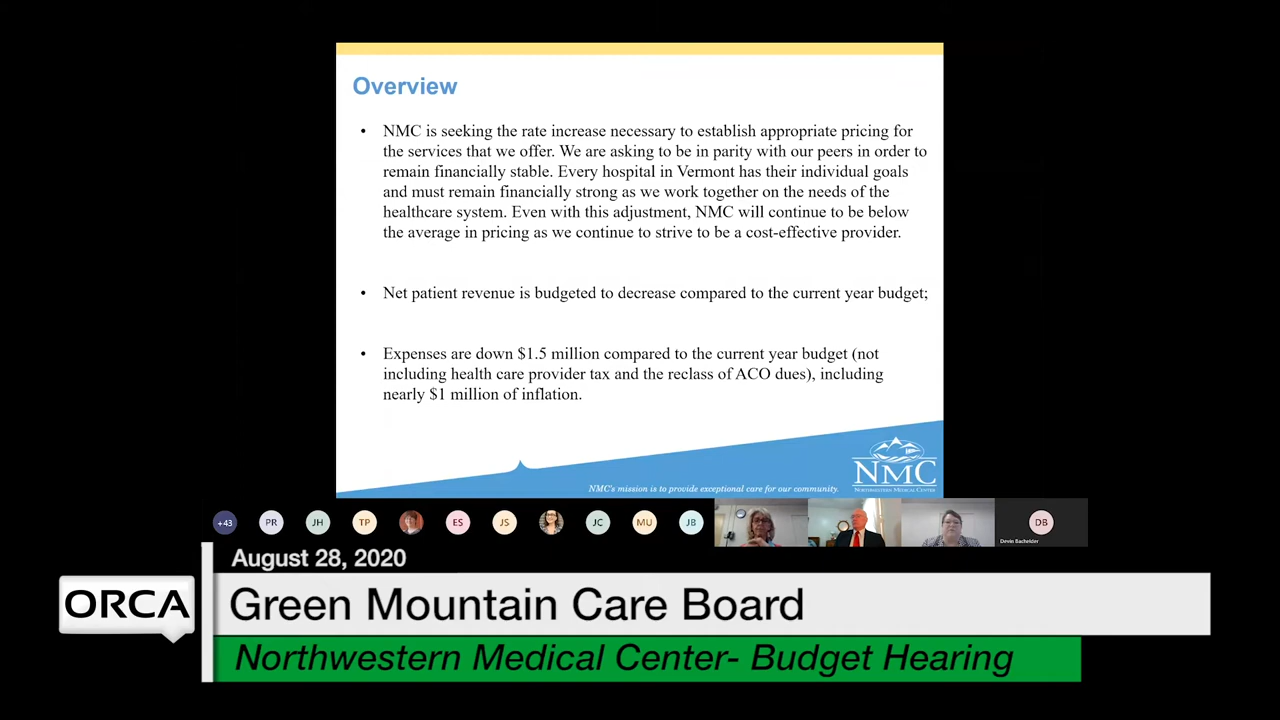 Overview
• NMC is seeking the rate increase necessary to establish appropriate pricing for
the services that we offer. We are asking to be in parity with our peers in order to
remain financially stable. Every hospital in Vermont has their individual goals
and must remain financially strong as we work together on the needs of the
healthcare system. Even with this adjustment, NMC will continue to be below
the average in pricing as we continue to strive to be a cost-effective provider.
• Net patient revenue is budgeted to decrease compared to the current year budget;
• Expenses are down $1.5 million compared to the current year budget (not
including health care provider tax and the reclass of ACO dues), including
nearly $1 million of inflation.
NMC
NORTHWESTERN MEDICAL CENTER
NMC's mission is to provide exceptional care for our community.
+43 PR JH TP ES JS JC MU JB DB
Devin Bachelder
August 28, 2020
ORCA
Green Mountain Care Board
Northwestern Medical Center- Budget Hearing